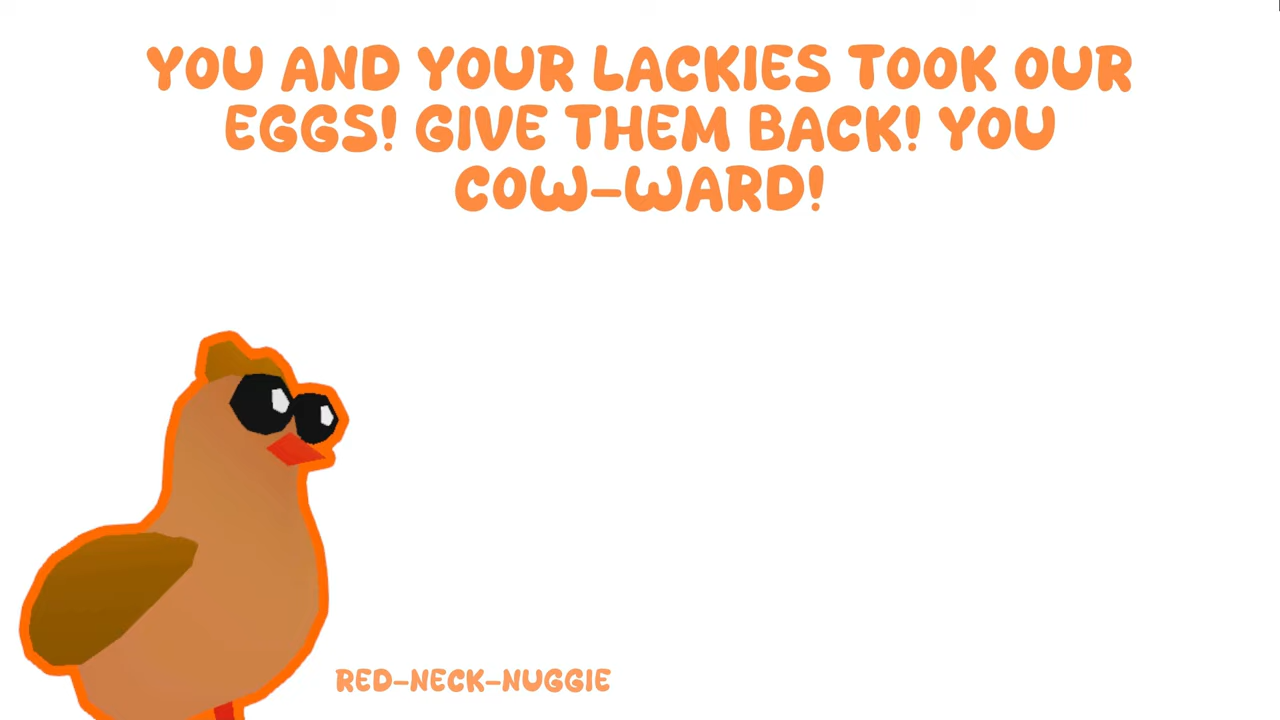 YOU AND YOUR LACKIES TOOK OUR
EGGS! GIVE THEM BACK! YOU
COW-WARD!
RED-NECK-NUGGIE